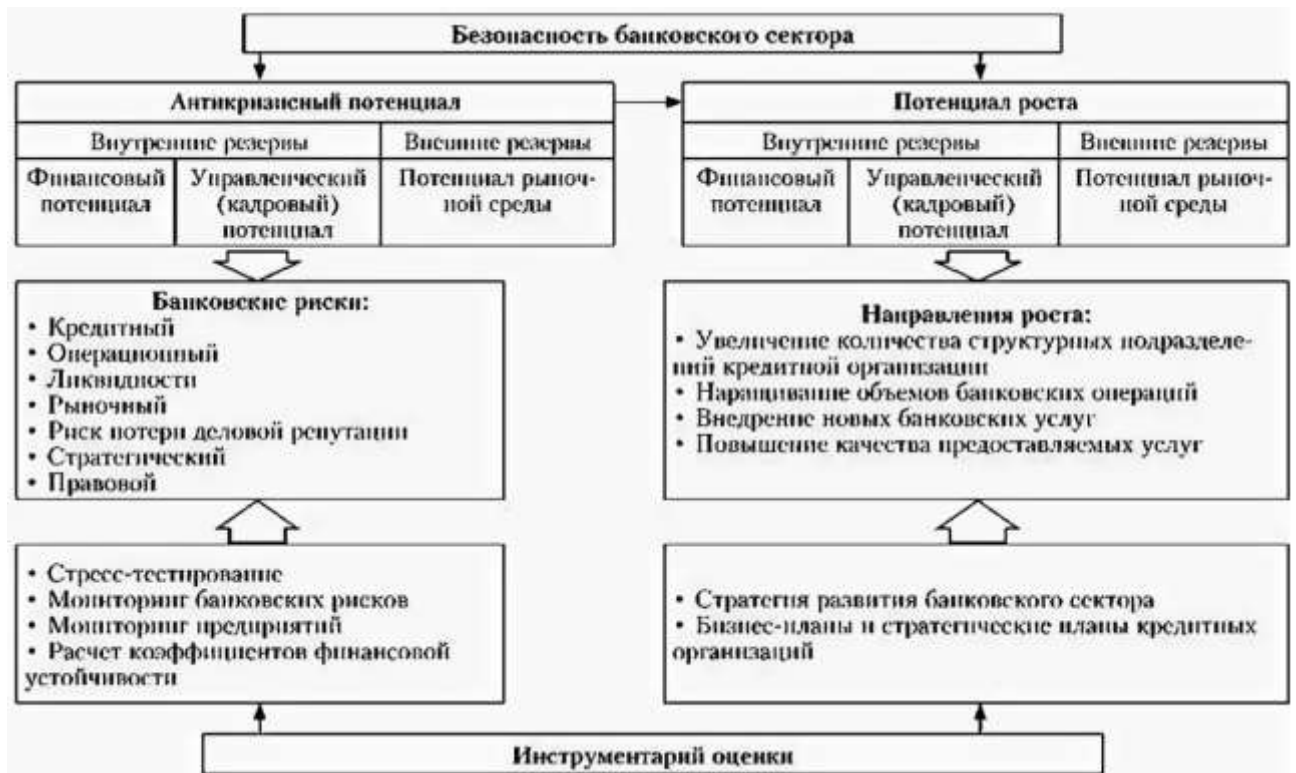 Безопасность банковского сектора
Антикризисный потенциал
Внутренние резервы
Внешние резервы
Финансовый
потенциал
Управленческий
(кадровый)
потенциал
Потенциал рыноч-
ной среды
Потенциал роста
Внутренние резервы
Внешние резервы
Финансовый
потенциал
Управленческий
(кадровый)
потенциал
Потенциал рыноч-
ной среды
Банковские риски:
• Кредитный
• Операционный
• Ликвидности
• Рыночный
• Риск потери деловой репутации
• Стратегический
• Правовой
Направления роста:
• Увеличение количества структурных подразделе-
ний кредитной организации
• Наращивание объемов банковских операций
• Внедрение новых банковских услуг
• Повышение качества предоставляемых услуг
• Стресс-тестирование
• Мониторинг банковских рисков
• Мониторинг предприятий
• Расчет коэффициентов финансовой
устойчивости
• Стратегия развития банковского сектора
• Бизнес-планы и стратегические планы кредитных
организаций
Инструментарий оценки